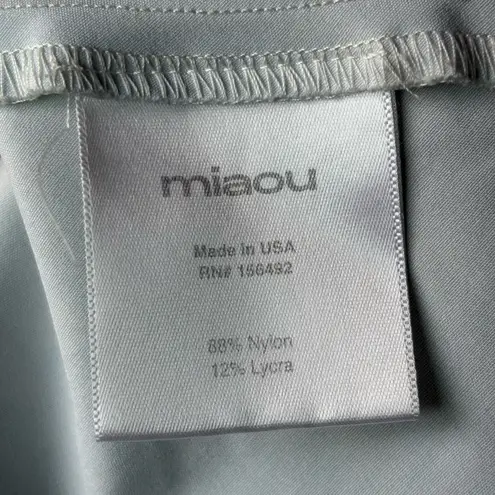 miaou
Made in USA
RN# 156492
88% Nylon
12% Lycra